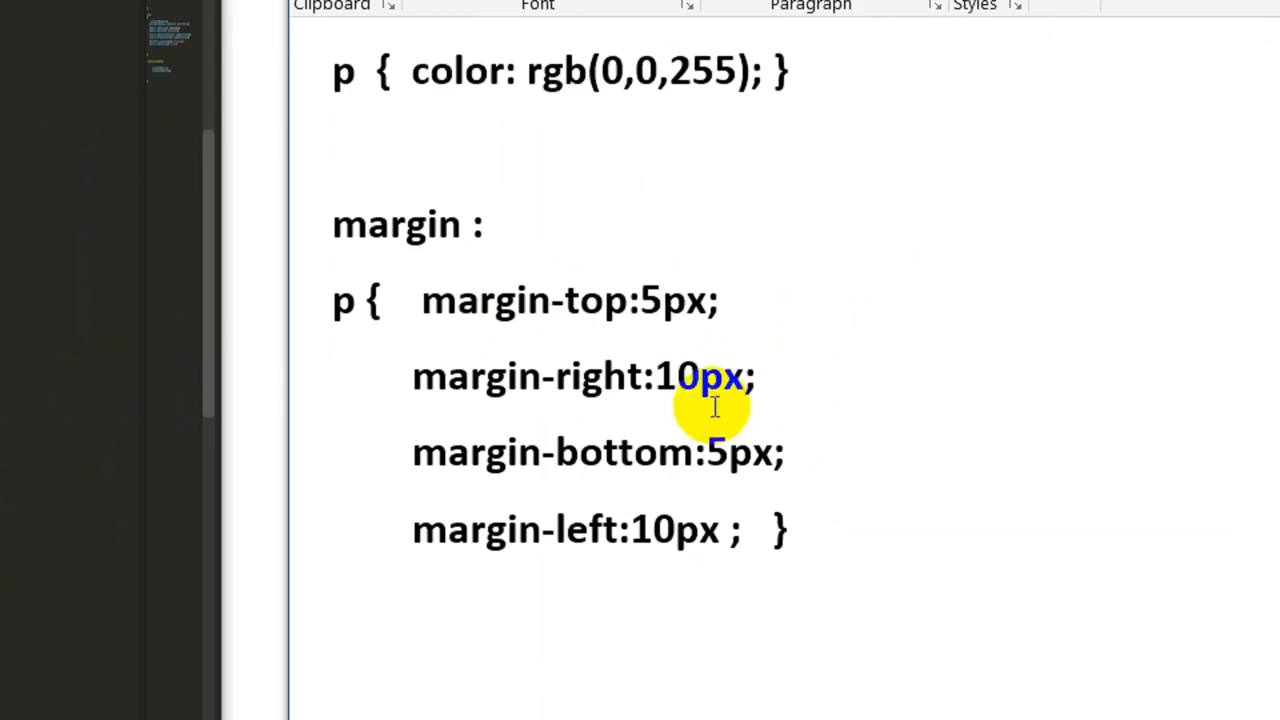 Clipboard Font Paragraph Styles
p { color: rgb(0,0,255); }
margin :
p { margin-top:5px;
margin-right:10px;
margin-bottom:5px;
margin-left:10px ; }